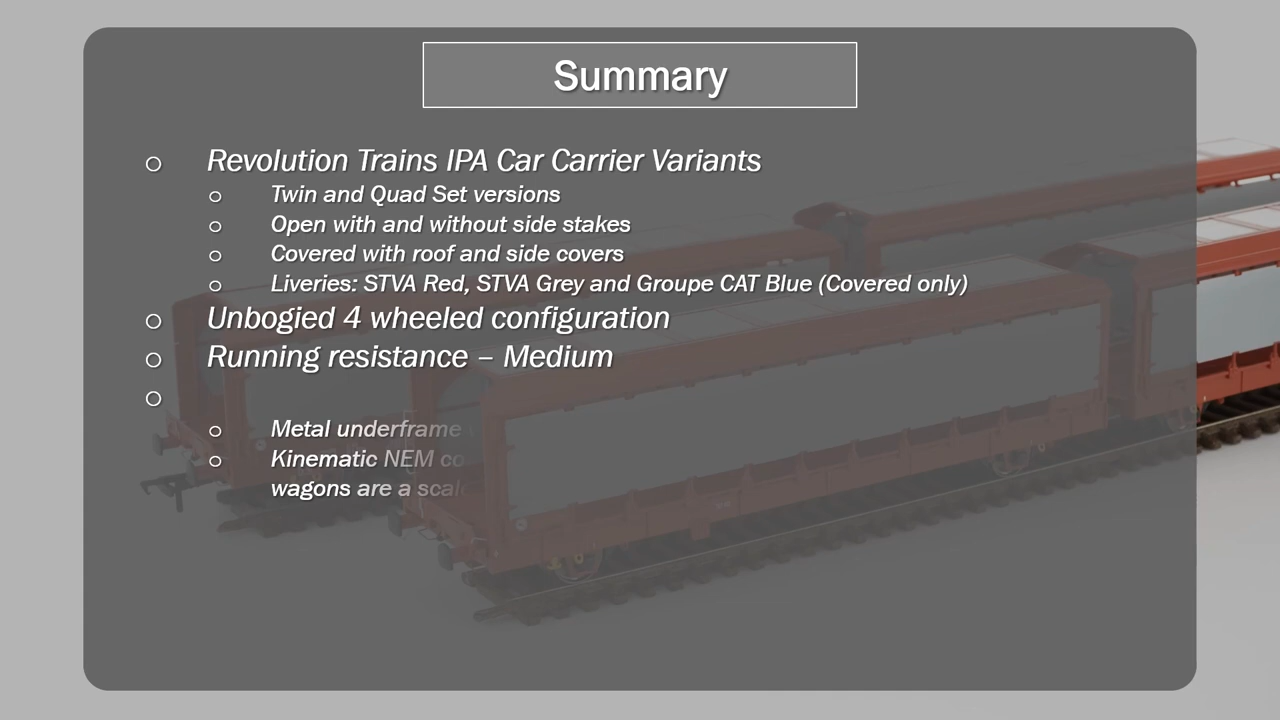 Summary
Revolution Trains IPA Car Carrier Variants
Twin and Quad Set versions
Open with and without side stakes
Covered with roof and side covers
Liveries: STVA Red, STVA Grey and Groupe CAT Blue (Covered only)
Unbogied 4 wheeled configuration
Running resistance – Medium
Metal underframe
Kinematic NEM
wagons are a